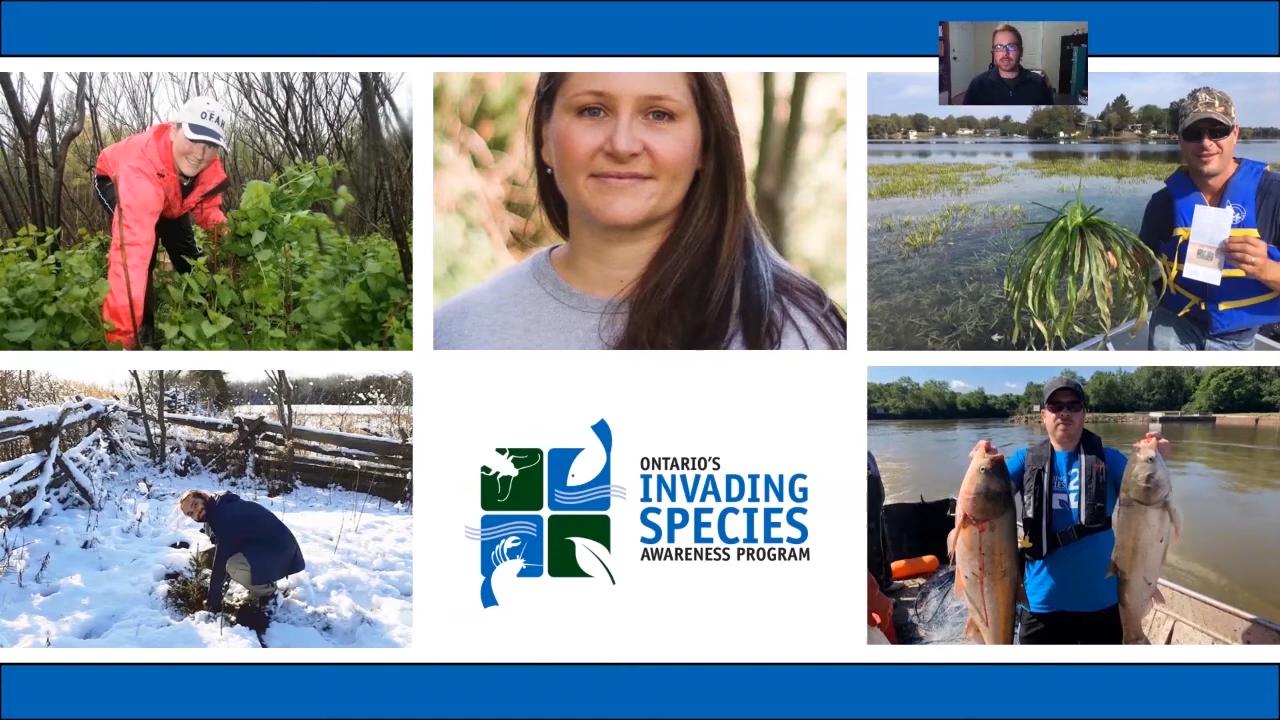 O.F.A.H
ONTARIO'S
INVADING
SPECIES
AWARENESS PROGRAM